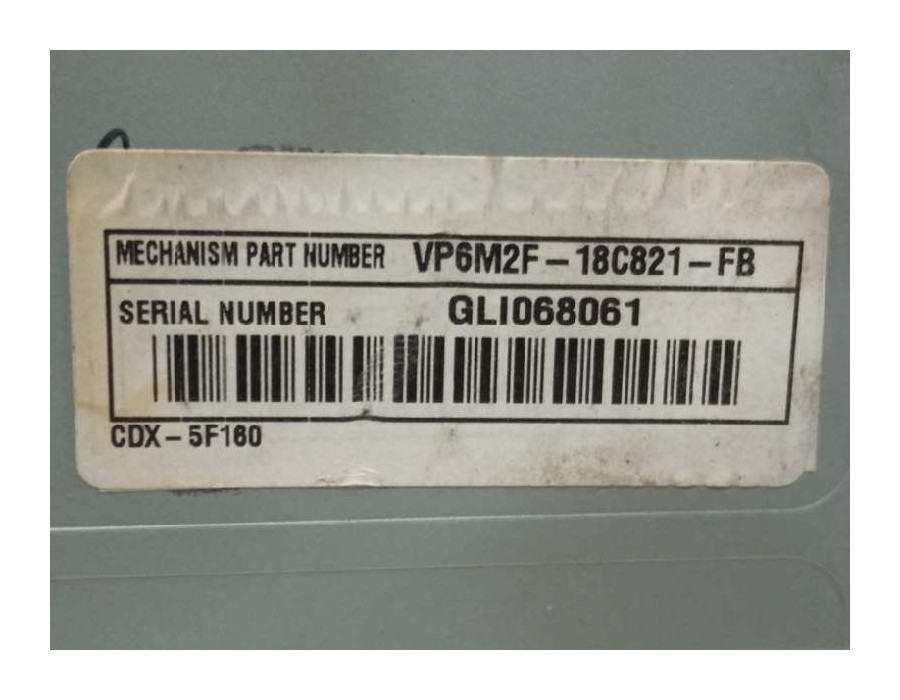 MECHANISM PART NUMBER VP6M2F-18C821-FB
SERIAL NUMBER GLI068061
CDX-5F160